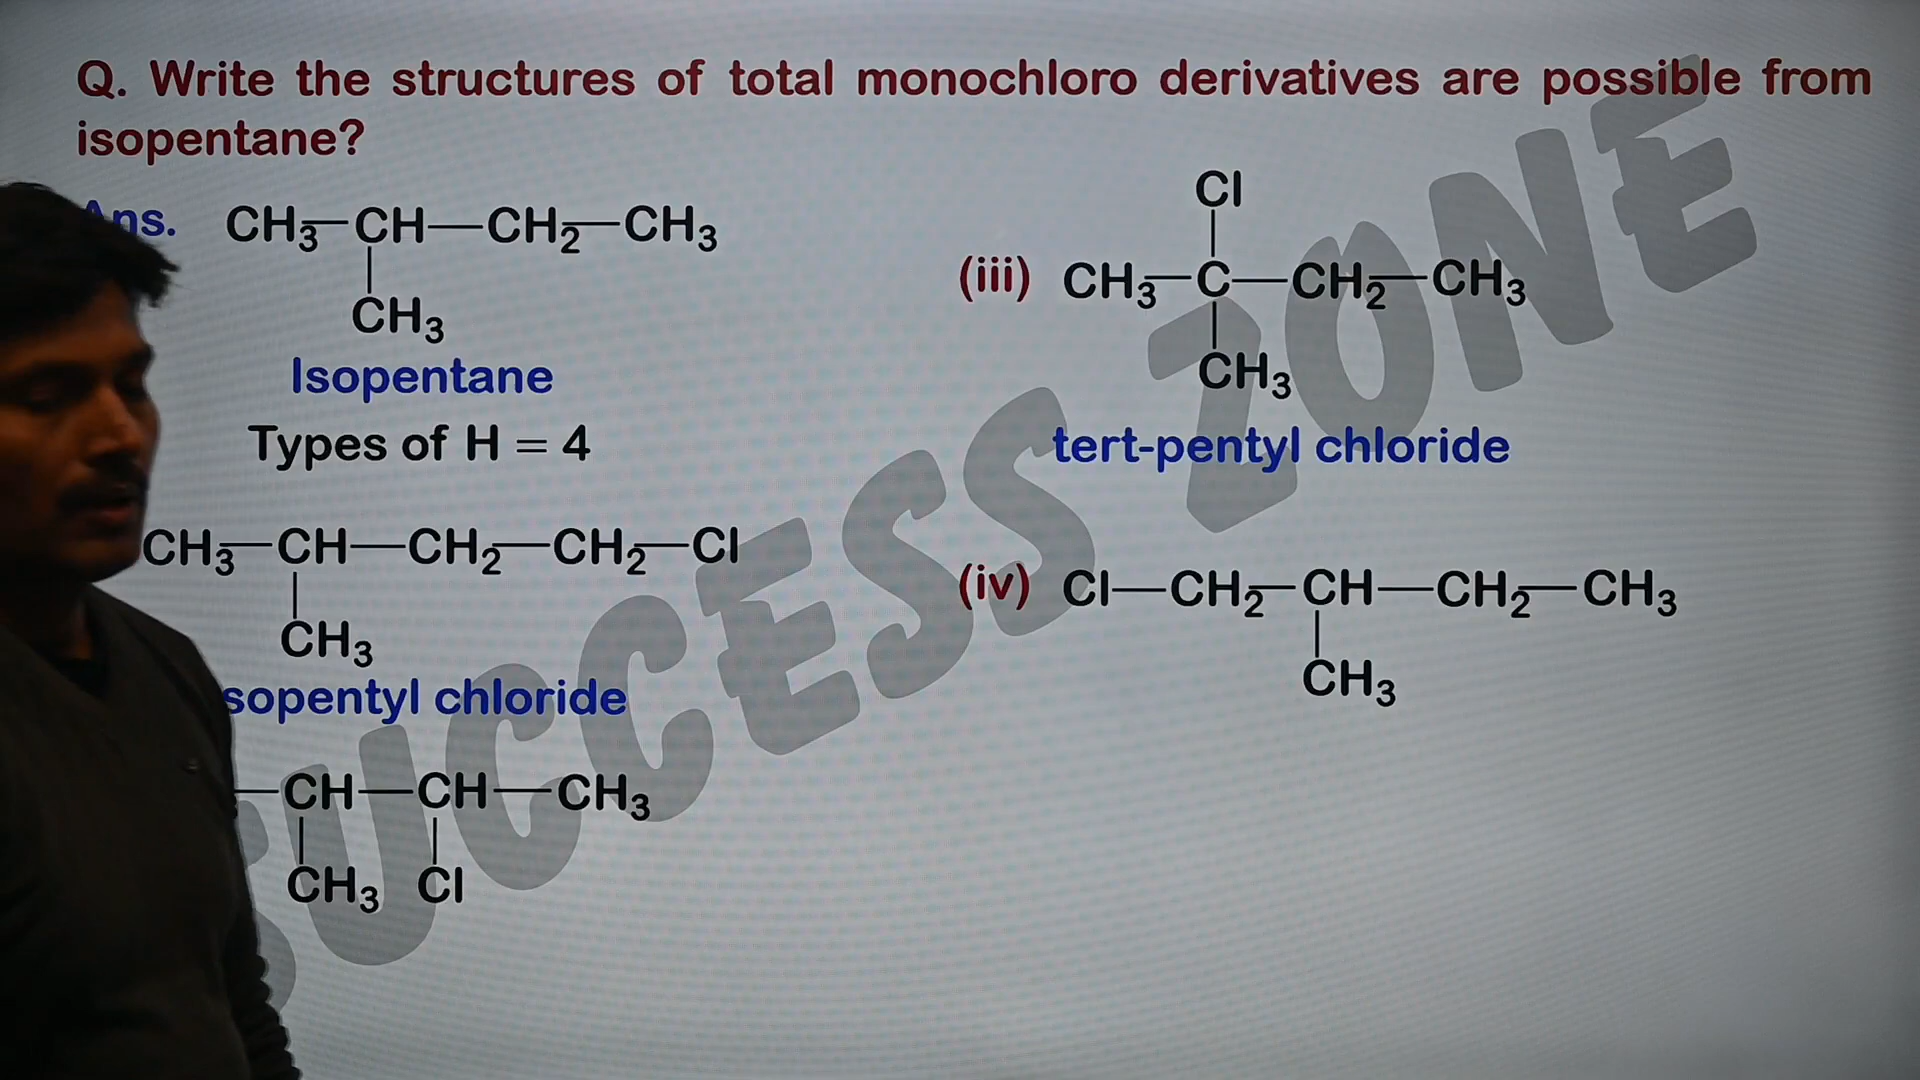 Q. Write the structures of total monochloro derivatives are possible from
isopentane?
Ans. CH₃—CH—CH₂—CH₃
CH₃
Isopentane
Types of H = 4
CH₃—CH—CH₂—CH₂—Cl
CH₃
sopentyl chloride
—CH—CH—CH₃
CH₃ Cl
Cl
(iii) CH₃—C—CH₂—CH₃
CH₃
tert-pentyl chloride
(iv) Cl—CH₂—CH—CH₂—CH₃
CH₃
SUCCESS ZONE